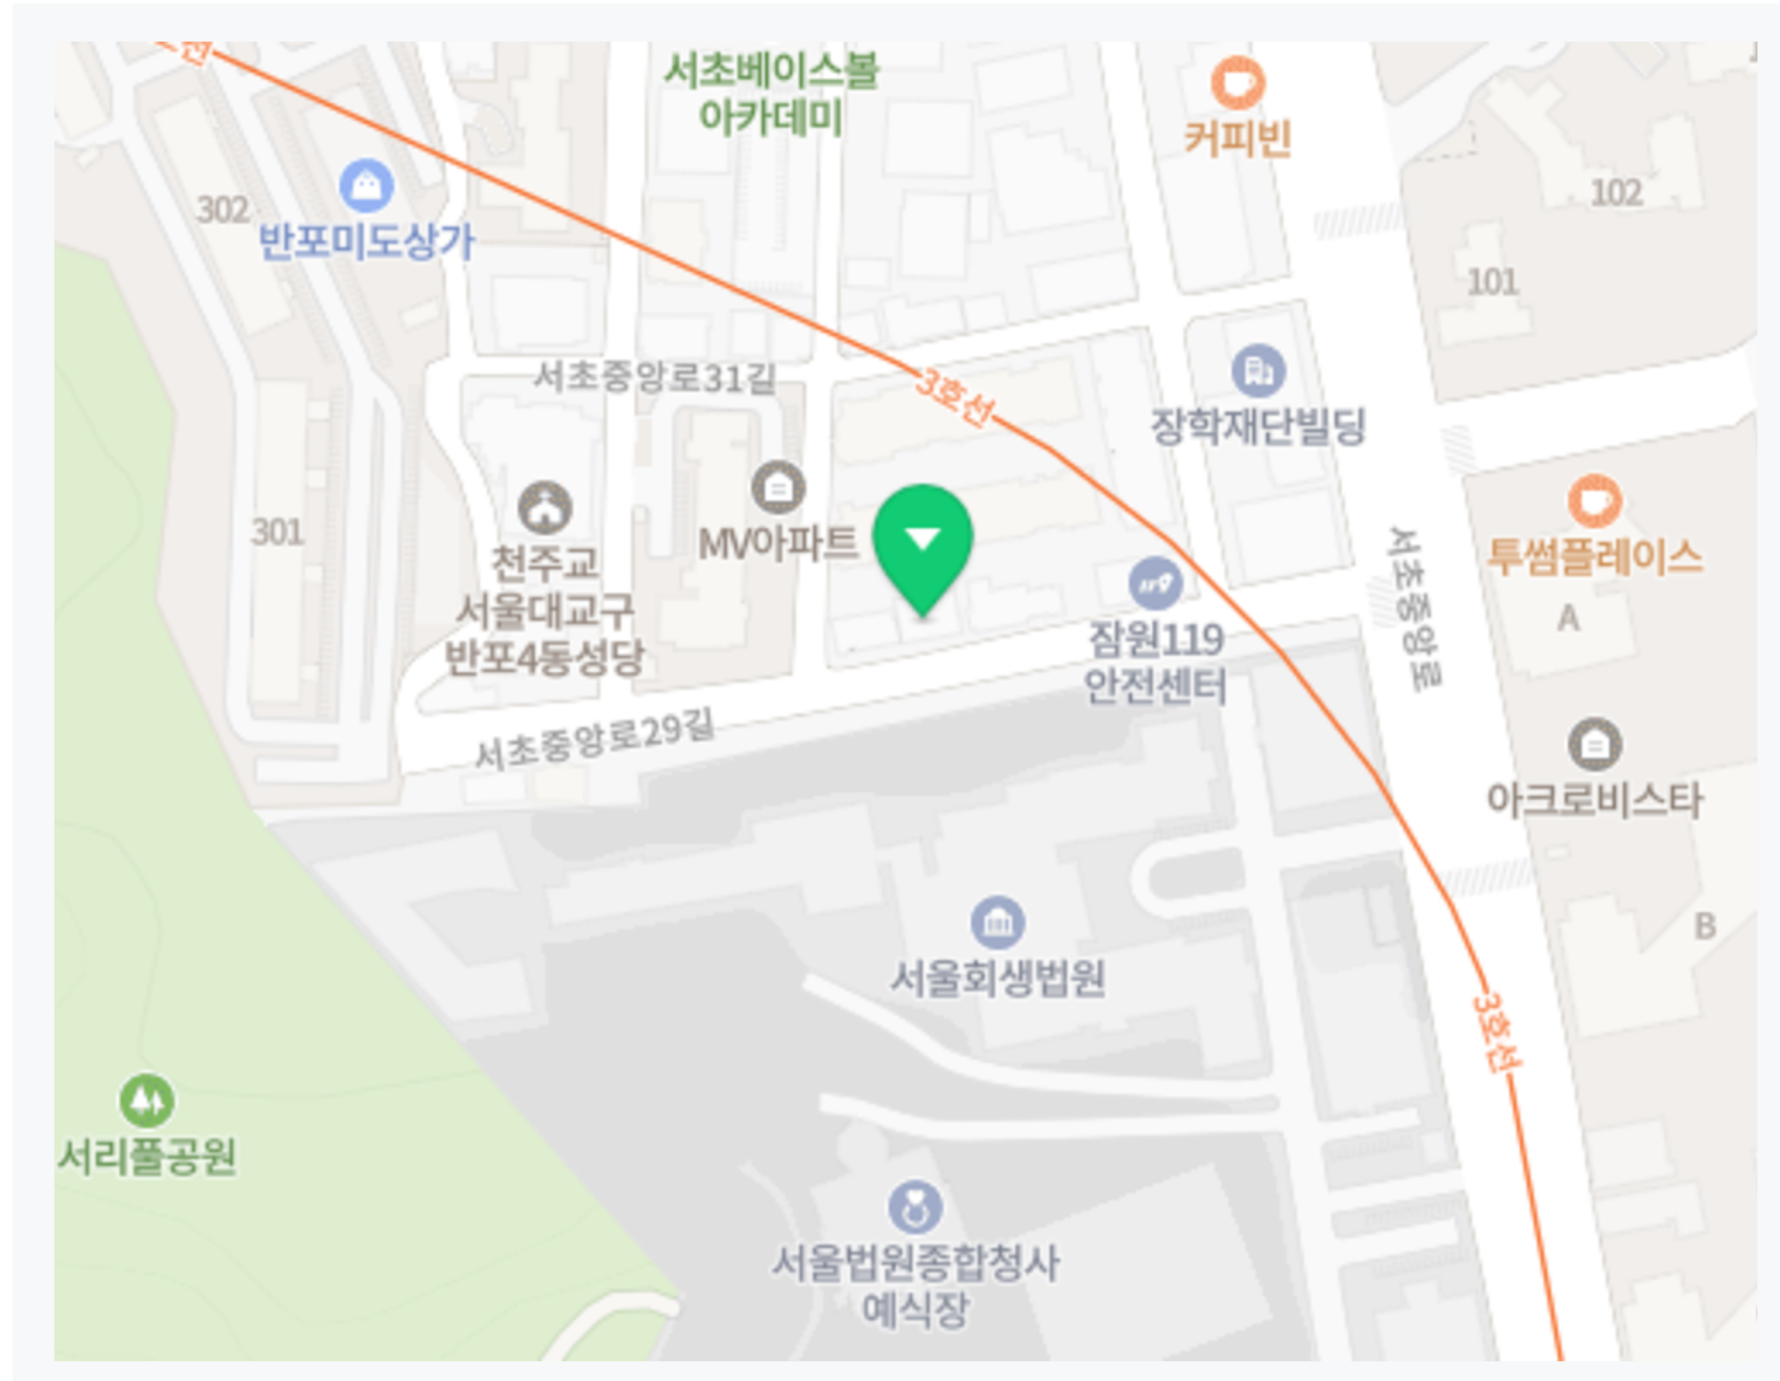 서초베이스볼
아카데미
커피빈
302
반포미도상가
102
101
서초중앙로31길
3호선
장학재단빌딩
301
MV아파트
천주교
서울대교구
반포4동성당
서초중앙로
투썸플레이스
A
잠원119
안전센터
서초중앙로29길
아크로비스타
B
서울회생법원
3호선
서리풀공원
서울법원종합청사
예식장